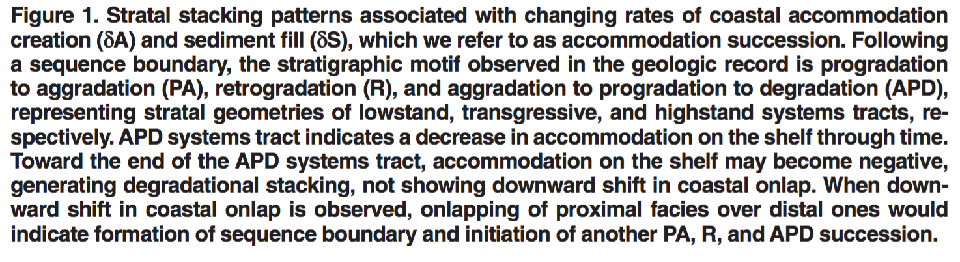 Figure 1. Stratal stacking patterns associated with changing rates of coastal accommodation
creation (δA) and sediment fill (δS), which we refer to as accommodation succession. Following
a sequence boundary, the stratigraphic motif observed in the geologic record is progradation
to aggradation (PA), retrogradation (R), and aggradation to progradation to degradation (APD),
representing stratal geometries of lowstand, transgressive, and highstand systems tracts, re-
spectively. APD systems tract indicates a decrease in accommodation on the shelf through time.
Toward the end of the APD systems tract, accommodation on the shelf may become negative,
generating degradational stacking, not showing downward shift in coastal onlap. When down-
ward shift in coastal onlap is observed, onlapping of proximal facies over distal ones would
indicate formation of sequence boundary and initiation of another PA, R, and APD succession.